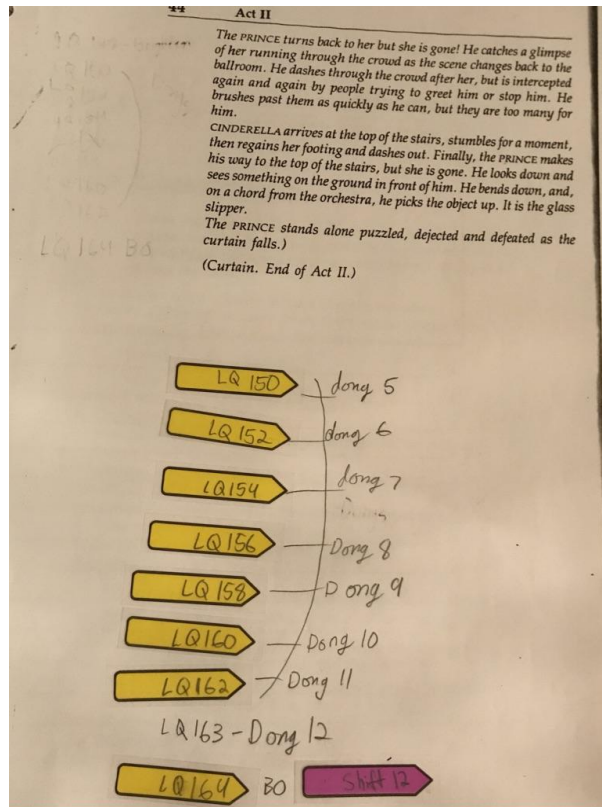 44 Act II
The PRINCE turns back to her but she is gone! He catches a glimpse
of her running through the crowd as the scene changes back to the
ballroom. He dashes through the crowd after her, but is intercepted
again and again by people trying to greet him or stop him. He
brushes past them as quickly as he can, but they are too many for
him.
CINDERELLA arrives at the top of the stairs, stumbles for a moment,
then regains her footing and dashes out. Finally, the PRINCE makes
his way to the top of the stairs, but she is gone. He looks down and
sees something on the ground in front of him. He bends down, and,
on a chord from the orchestra, he picks the object up. It is the glass
slipper.
The PRINCE stands alone puzzled, dejected and defeated as the
curtain falls.)
LQ 164 BO
(Curtain. End of Act II.)
LQ 150 dong 5
LQ 152 dong 6
LQ154 dong 7
LQ156 Dong 8
LQ 158 Dong 9
LQ160 Dong 10
LQ162 Dong 11
LQ163 - Dong 12
LQ164 BO Shift 12